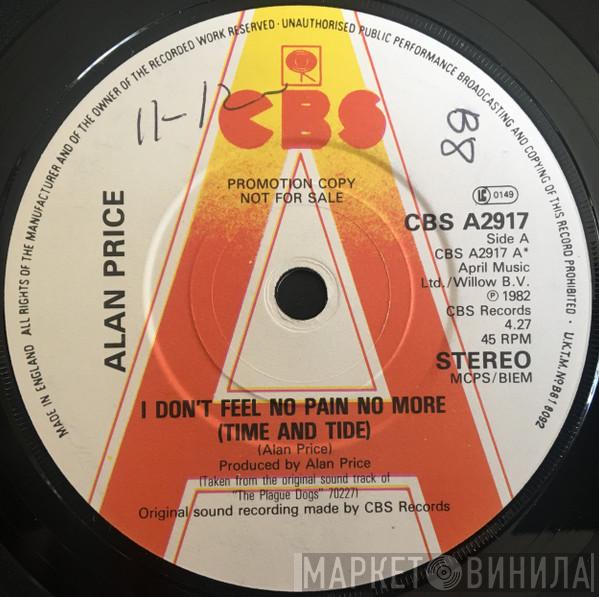 MADE IN ENGLAND ALL RIGHTS OF THE MANUFACTURER AND OF THE OWNER OF THE RECORDED WORK RESERVED · UNAUTHORISED PUBLIC PERFORMANCE BROADCASTING AND COPYING OF THIS RECORD PROHIBITED · U.K.T.M. Nº B618092
CBS
B8
PROMOTION COPY
NOT FOR SALE
ALAN PRICE
LC 0149
CBS A2917
Side A
CBS A2917 A*
April Music
Ltd./Willow B.V.
℗ 1982
CBS Records
4.27
45 RPM
STEREO
MCPS/BIEM
A
I DON'T FEEL NO PAIN NO MORE
(TIME AND TIDE)
(Alan Price)
Produced by Alan Price
(Taken from the original sound track of
"The Plague Dogs" 70227)
Original sound recording made by CBS Records
МАРКЕТ ВИНИЛА